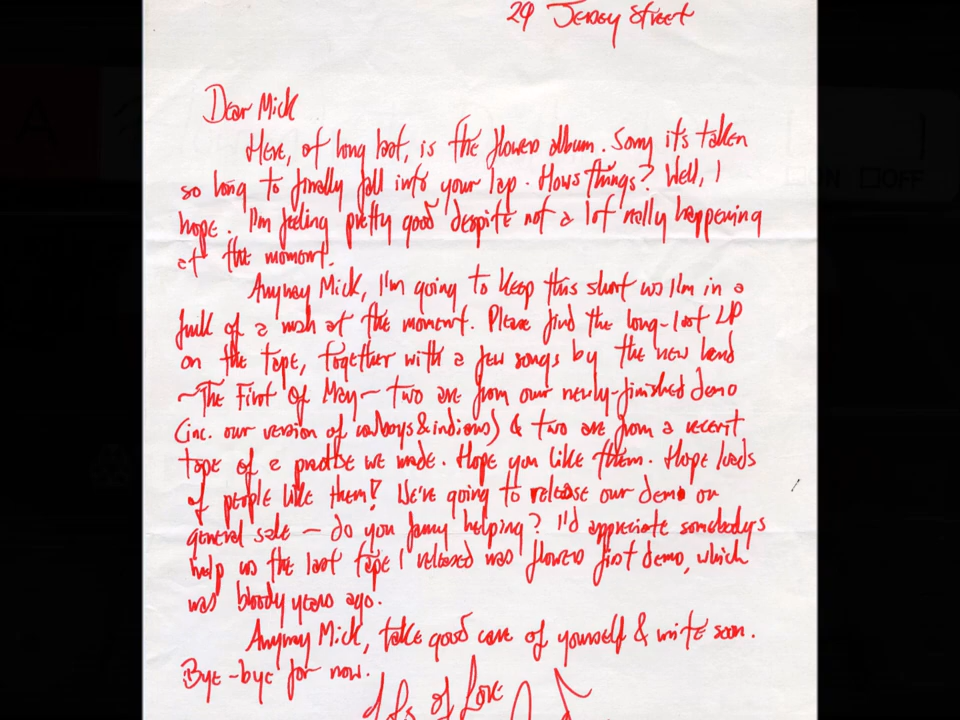 29 Jersey Street
Dear Mick
Here, at long last, is the flowers album. Sorry it's taken
so long to finally fall into your lap. Hows things? Well, I
hope. I'm feeling pretty good despite not a lot really happening
at the moment.
Anyway Mick, I'm going to keep this short as I'm in a
fuck of a rush at the moment. Please find the long-lost LP
on the tape, together with a few songs by the new band
~The First Of May~ two are from our newly-finished demo
(inc. our version of cowboys & indians) & two are from a recent
tape of a practise we made. Hope you like them. Hope loads
of people like them! We're going to release our demo on
general sale – do you fancy helping? I'd appreciate somebodys
help as the last tape I released was flowers first demo, which
was bloody years ago.
Anyway Mick, take good care of yourself & write soon.
Bye-bye for now.
of Love
OFF